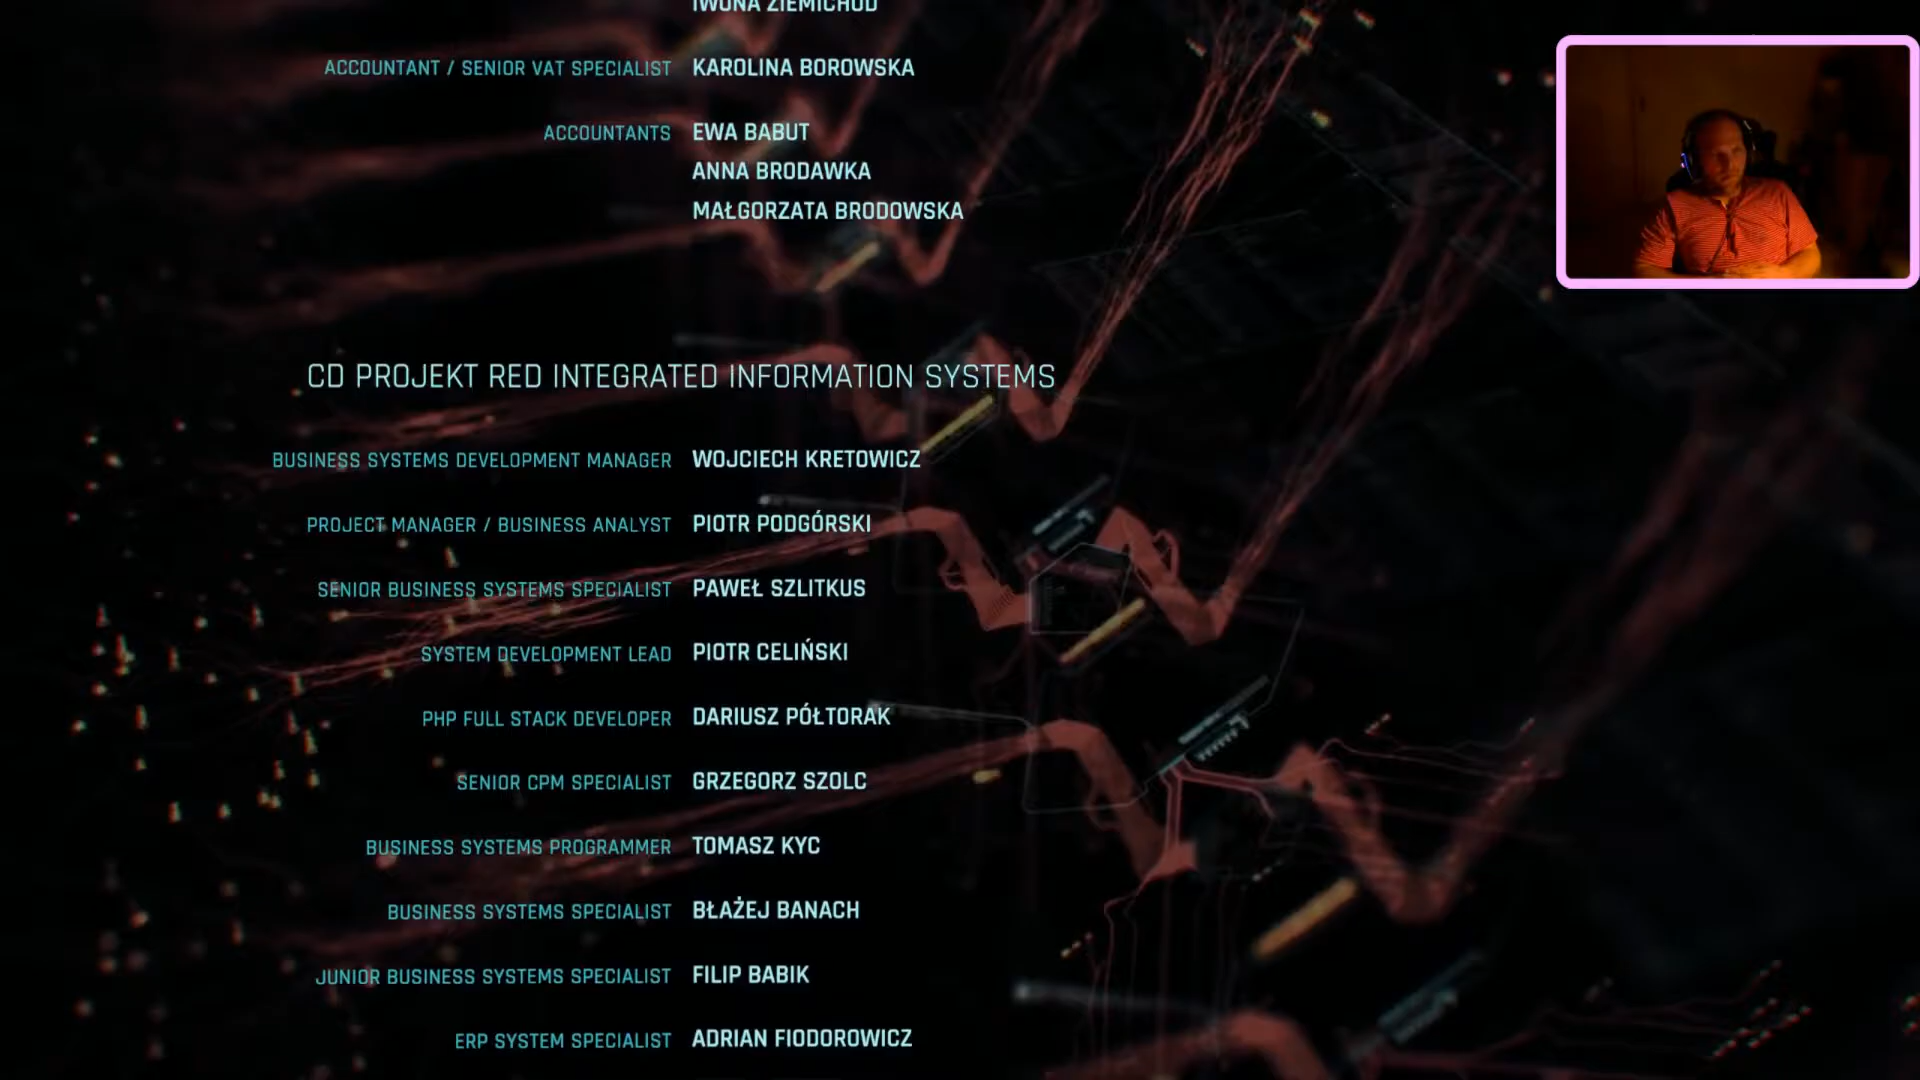 IWONA ZIEMICHÓD
ACCOUNTANT / SENIOR VAT SPECIALIST KAROLINA BOROWSKA
ACCOUNTANTS EWA BABUT
ANNA BRODAWKA
MAŁGORZATA BRODOWSKA
CD PROJEKT RED INTEGRATED INFORMATION SYSTEMS
BUSINESS SYSTEMS DEVELOPMENT MANAGER WOJCIECH KRETOWICZ
PROJECT MANAGER / BUSINESS ANALYST PIOTR PODGÓRSKI
SENIOR BUSINESS SYSTEMS SPECIALIST PAWEŁ SZLITKUS
SYSTEM DEVELOPMENT LEAD PIOTR CELIŃSKI
PHP FULL STACK DEVELOPER DARIUSZ PÓŁTORAK
SENIOR CPM SPECIALIST GRZEGORZ SZOLC
BUSINESS SYSTEMS PROGRAMMER TOMASZ KYC
BUSINESS SYSTEMS SPECIALIST BŁAŻEJ BANACH
JUNIOR BUSINESS SYSTEMS SPECIALIST FILIP BABIK
ERP SYSTEM SPECIALIST ADRIAN FIODOROWICZ